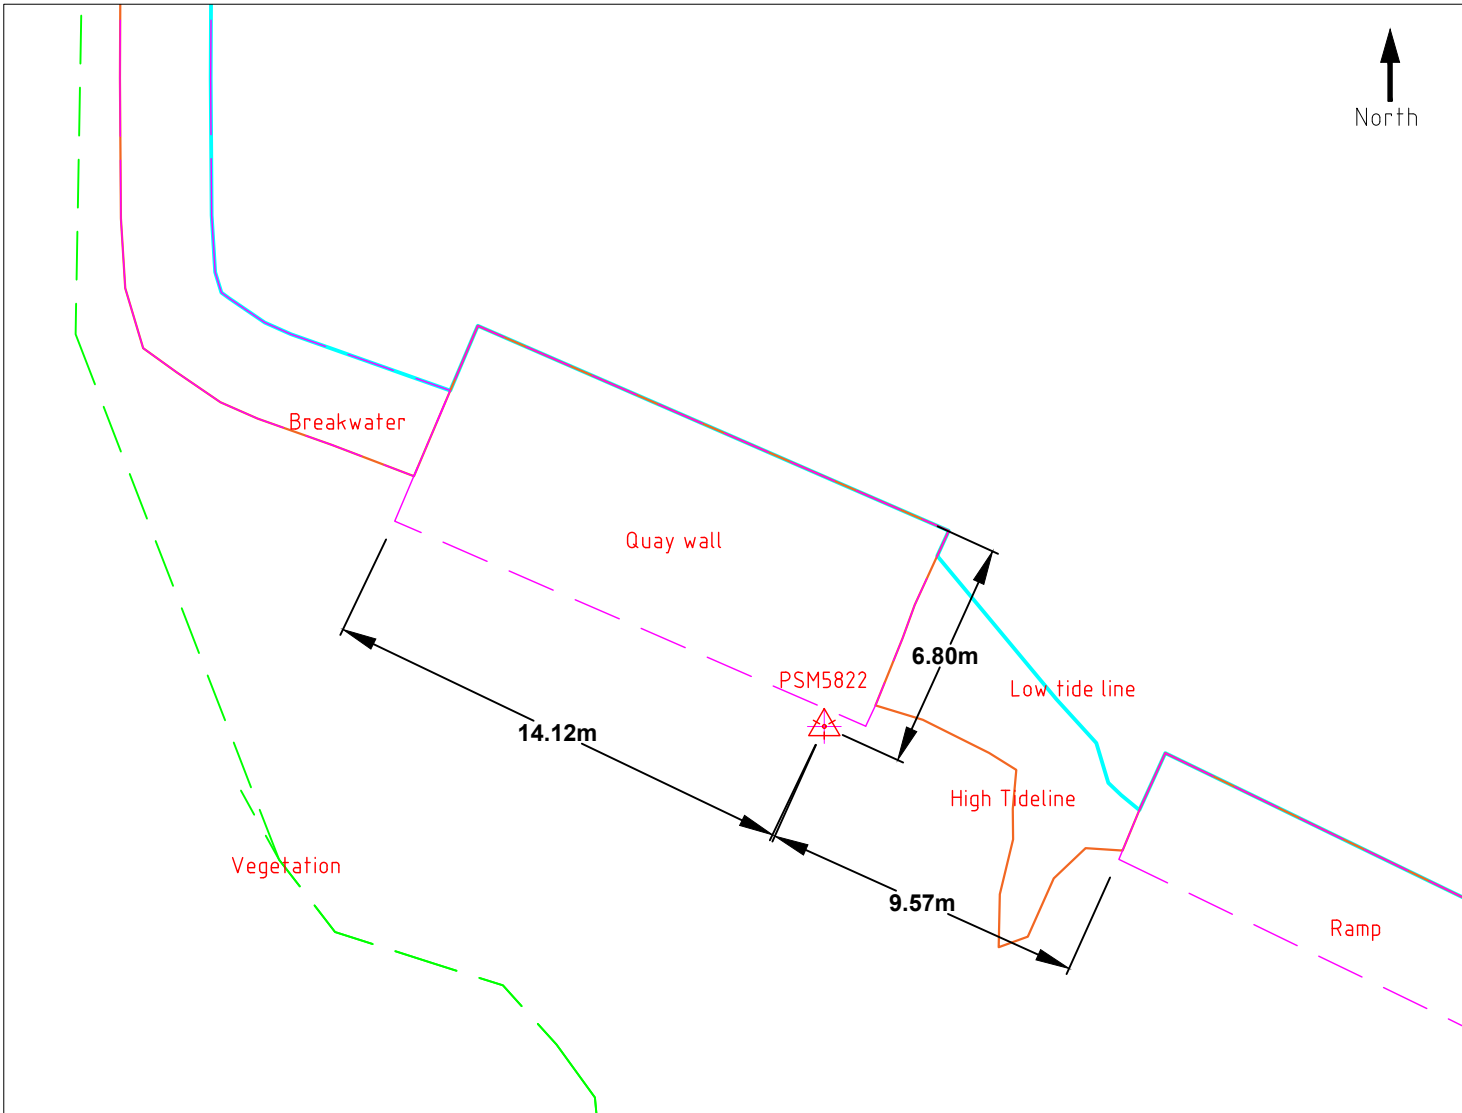 North
Breakwater
Quay wall
6.80m
PSM5822
Low tide line
14.12m
High Tideline
Vegetation
9.57m
Ramp